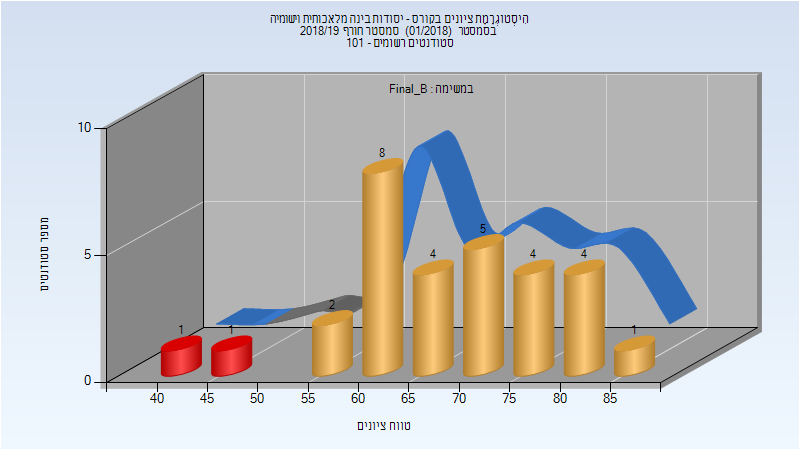 היסטוגרמת ציונים בקורס - יסודות בינה מלאכותית וישומיה
בסמסטר (01/2018) סמסטר חורף 2018/19
סטודנטים רשומים - 101
במשימה : Final_B
10
5
0
מספר סטודנטים
1
1
2
8
4
5
4
4
1
40 45 50 55 60 65 70 75 80 85
טווח ציונים